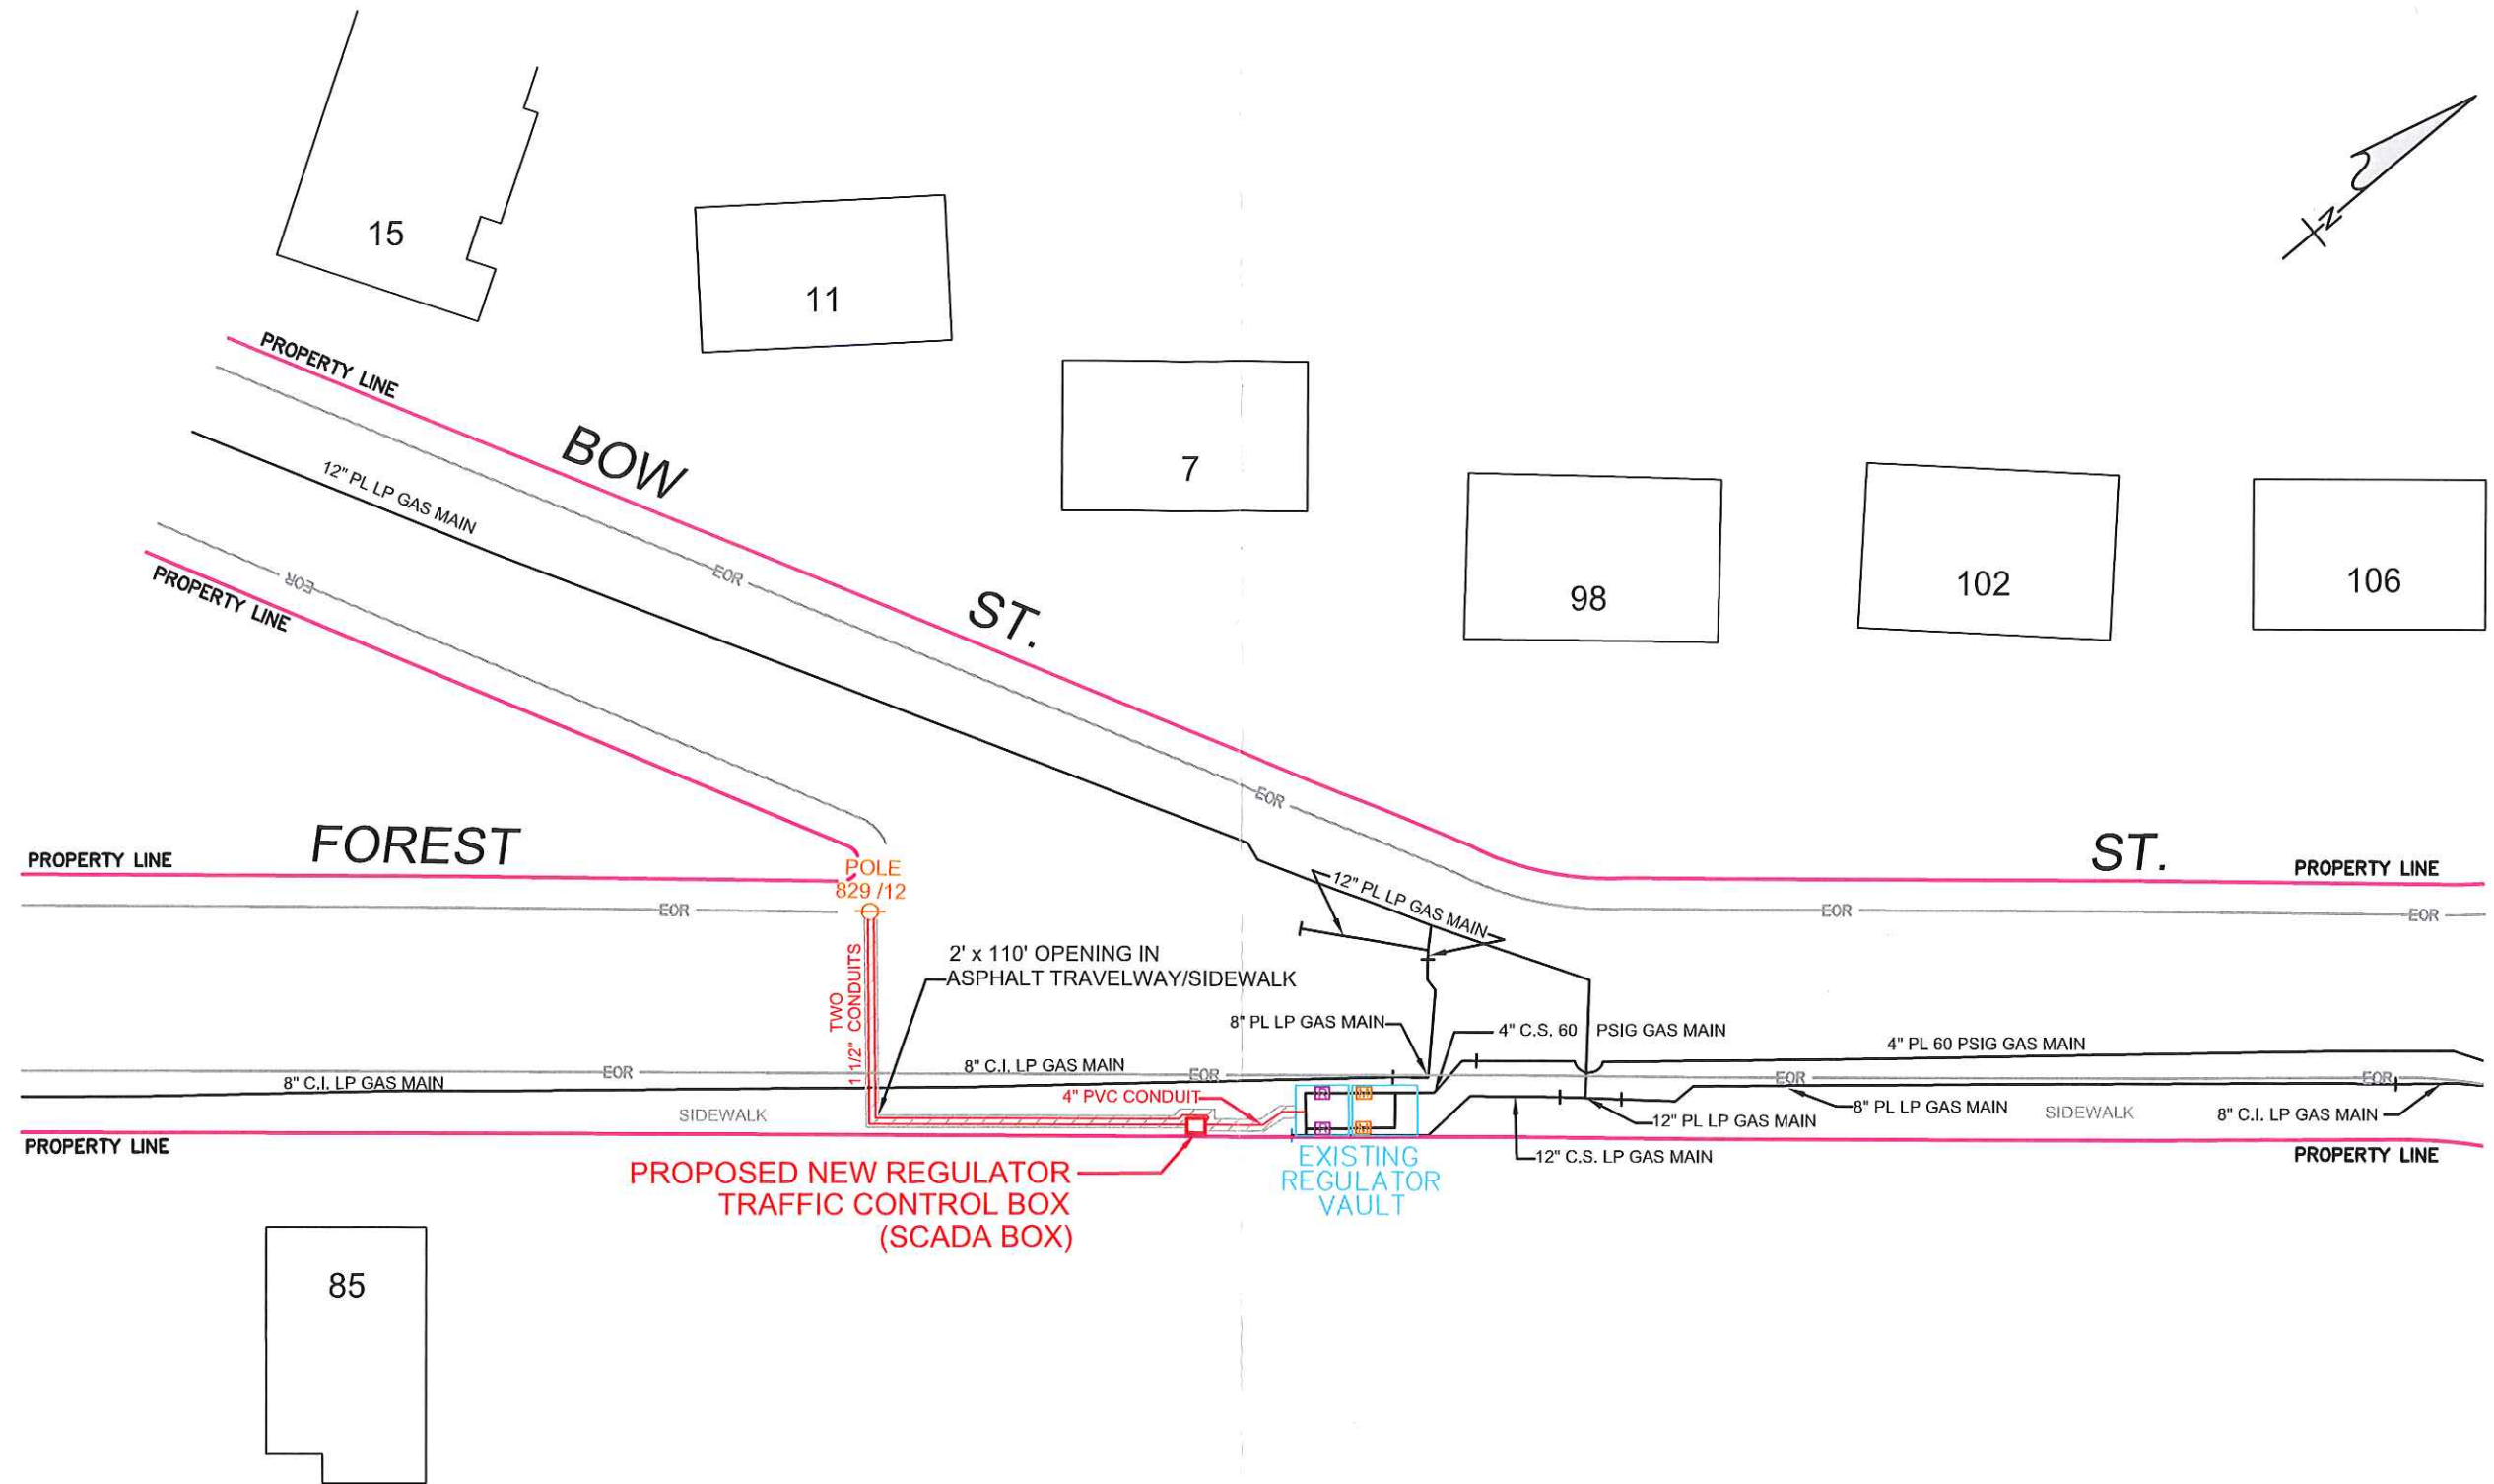 15
11
7
98
102
106
N
PROPERTY LINE
BOW
ST.
12" PL LP GAS MAIN
EOR
EOR
EOR
PROPERTY LINE
FOREST
ST.
PROPERTY LINE
PROPERTY LINE
POLE
829 /12
EOR
EOR
EOR
12" PL LP GAS MAIN
2' x 110' OPENING IN
ASPHALT TRAVELWAY/SIDEWALK
TWO
1 1/2" CONDUITS
8" PL LP GAS MAIN
4" C.S. 60 PSIG GAS MAIN
4" PL 60 PSIG GAS MAIN
8" C.I. LP GAS MAIN
8" C.I. LP GAS MAIN
EOR
EOR
EOR
EOR
4" PVC CONDUIT
SIDEWALK
8" PL LP GAS MAIN
SIDEWALK
8" C.I. LP GAS MAIN
12" PL LP GAS MAIN
12" C.S. LP GAS MAIN
PROPERTY LINE
PROPERTY LINE
PROPOSED NEW REGULATOR
TRAFFIC CONTROL BOX
(SCADA BOX)
EXISTING
REGULATOR
VAULT
85